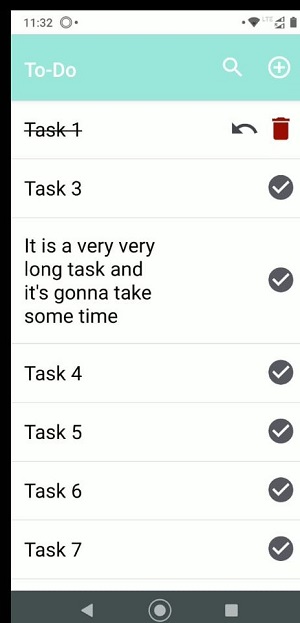 11:32
LTE
To-Do
Task 1
Task 3
It is a very very
long task and
it's gonna take
some time
Task 4
Task 5
Task 6
Task 7